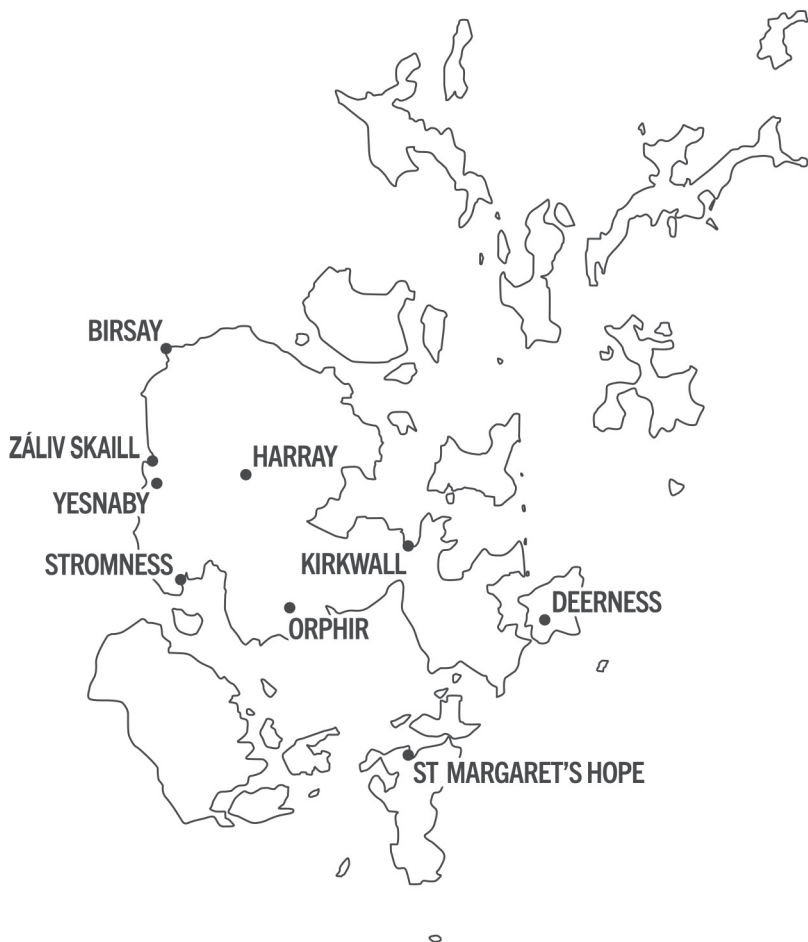 BIRSAY
ZÁLIV SKAILL
HARRAY
YESNABY
STROMNESS
KIRKWALL
DEERNESS
ORPHIR
ST MARGARET'S HOPE